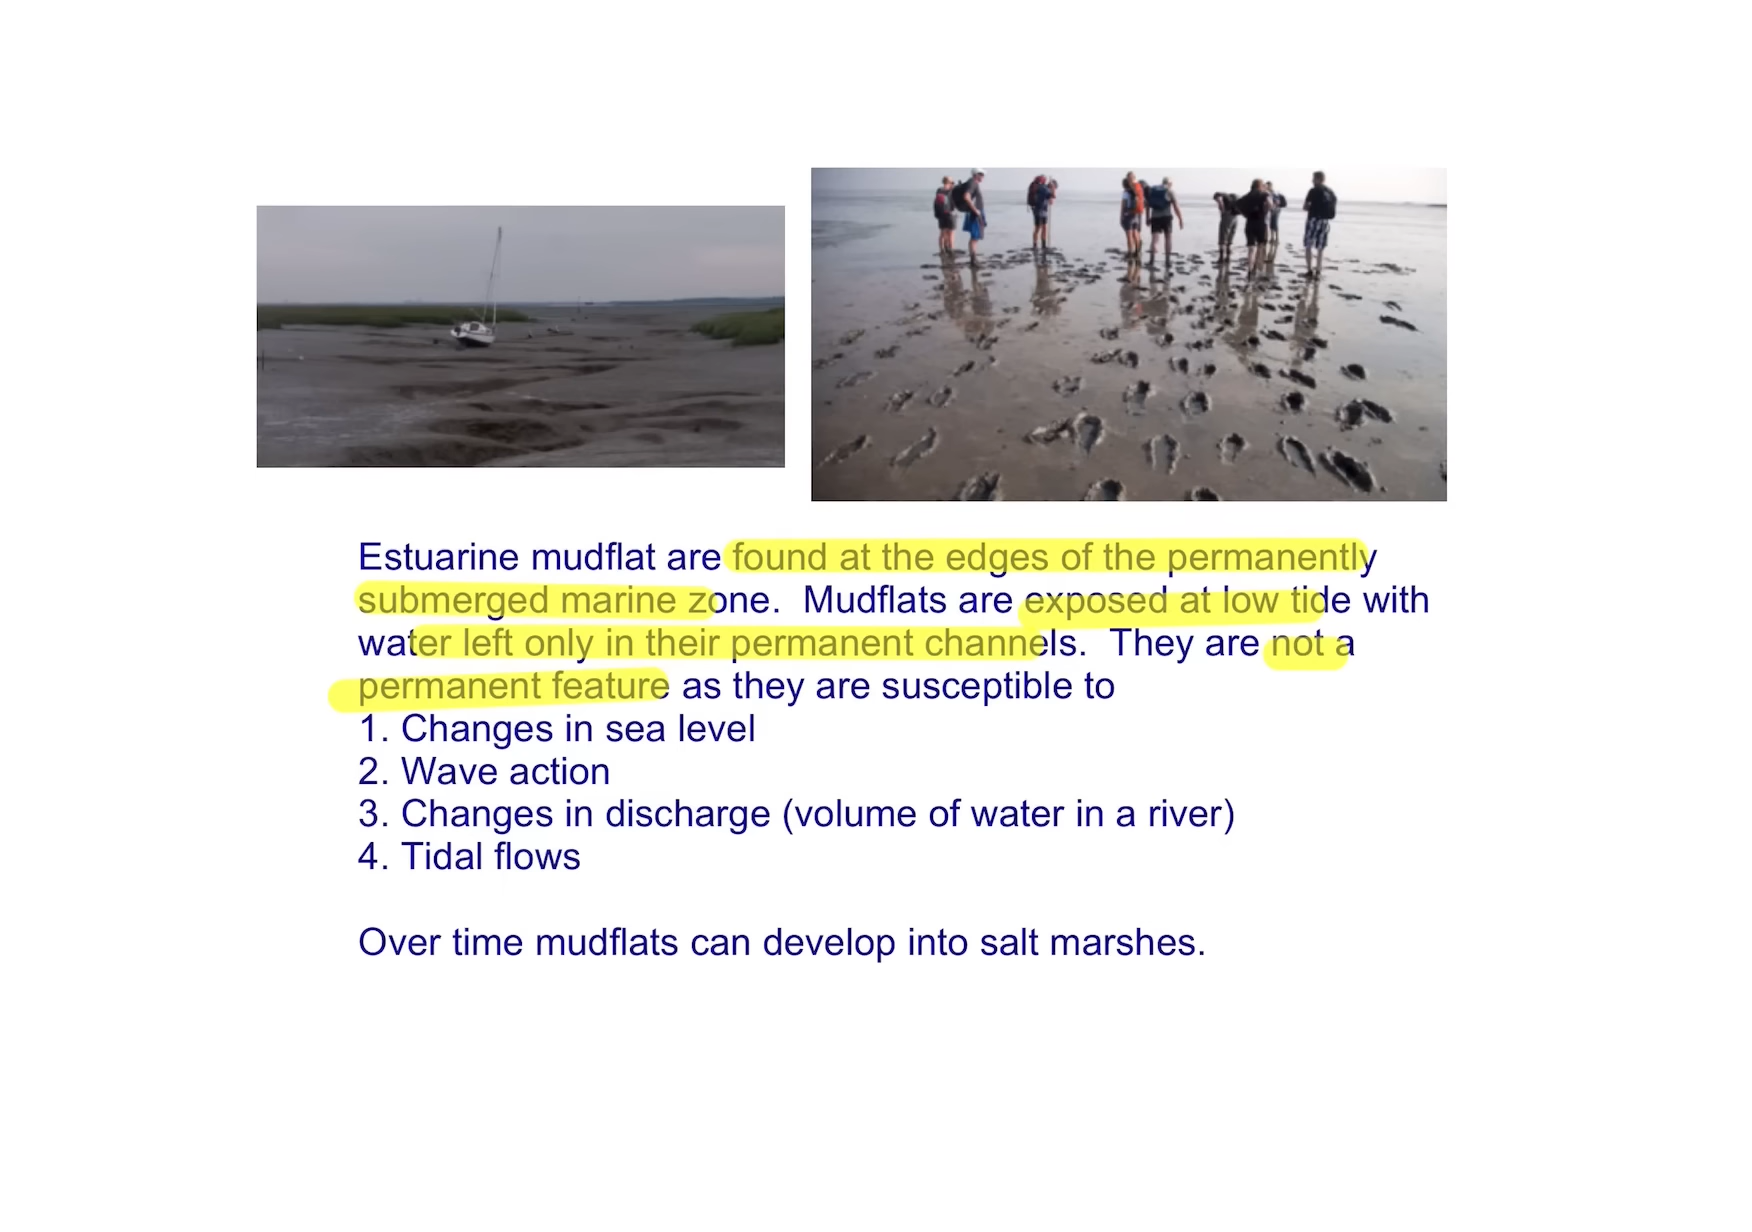 Estuarine mudflat are found at the edges of the permanently
submerged marine zone.  Mudflats are exposed at low tide with
water left only in their permanent channels.  They are not a
permanent feature as they are susceptible to
1. Changes in sea level
2. Wave action
3. Changes in discharge (volume of water in a river)
4. Tidal flows
Over time mudflats can develop into salt marshes.